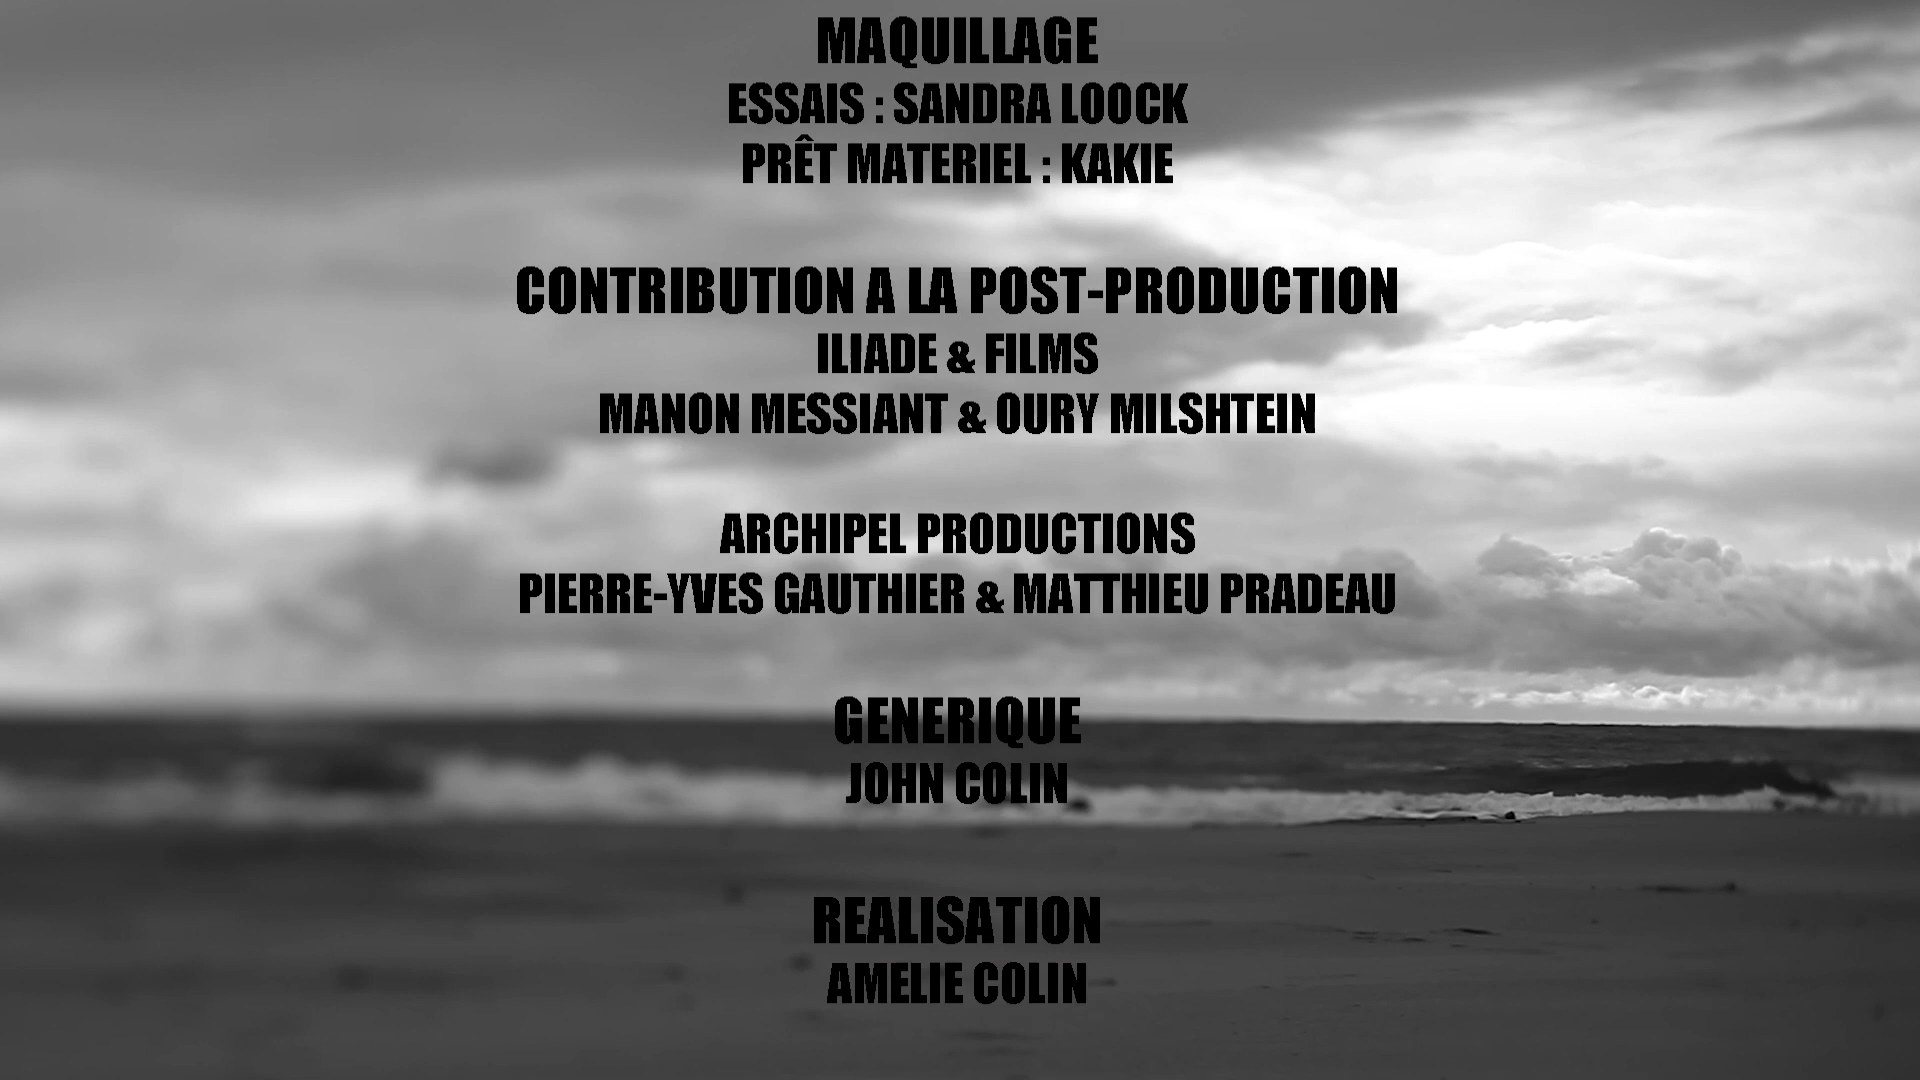 MAQUILLAGE
ESSAIS : SANDRA LOOCK
PRÊT MATERIEL : KAKIE
CONTRIBUTION A LA POST-PRODUCTION
ILIADE & FILMS
MANON MESSIANT & OURY MILSHTEIN
ARCHIPEL PRODUCTIONS
PIERRE-YVES GAUTHIER & MATTHIEU PRADEAU
GENERIQUE
JOHN COLIN
REALISATION
AMELIE COLIN